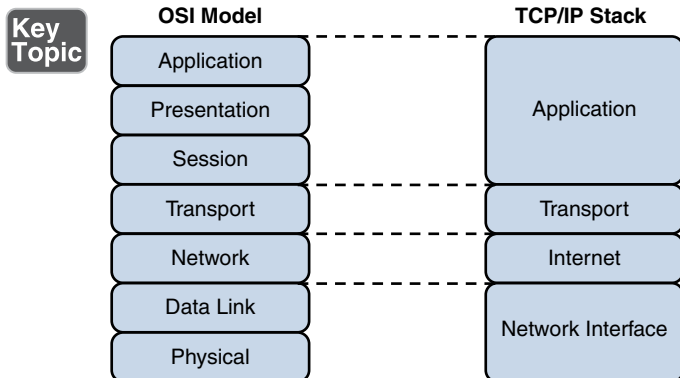 Key
Topic
OSI Model
Application
Presentation
Session
Transport
Network
Data Link
Physical
TCP/IP Stack
Application
Transport
Internet
Network Interface